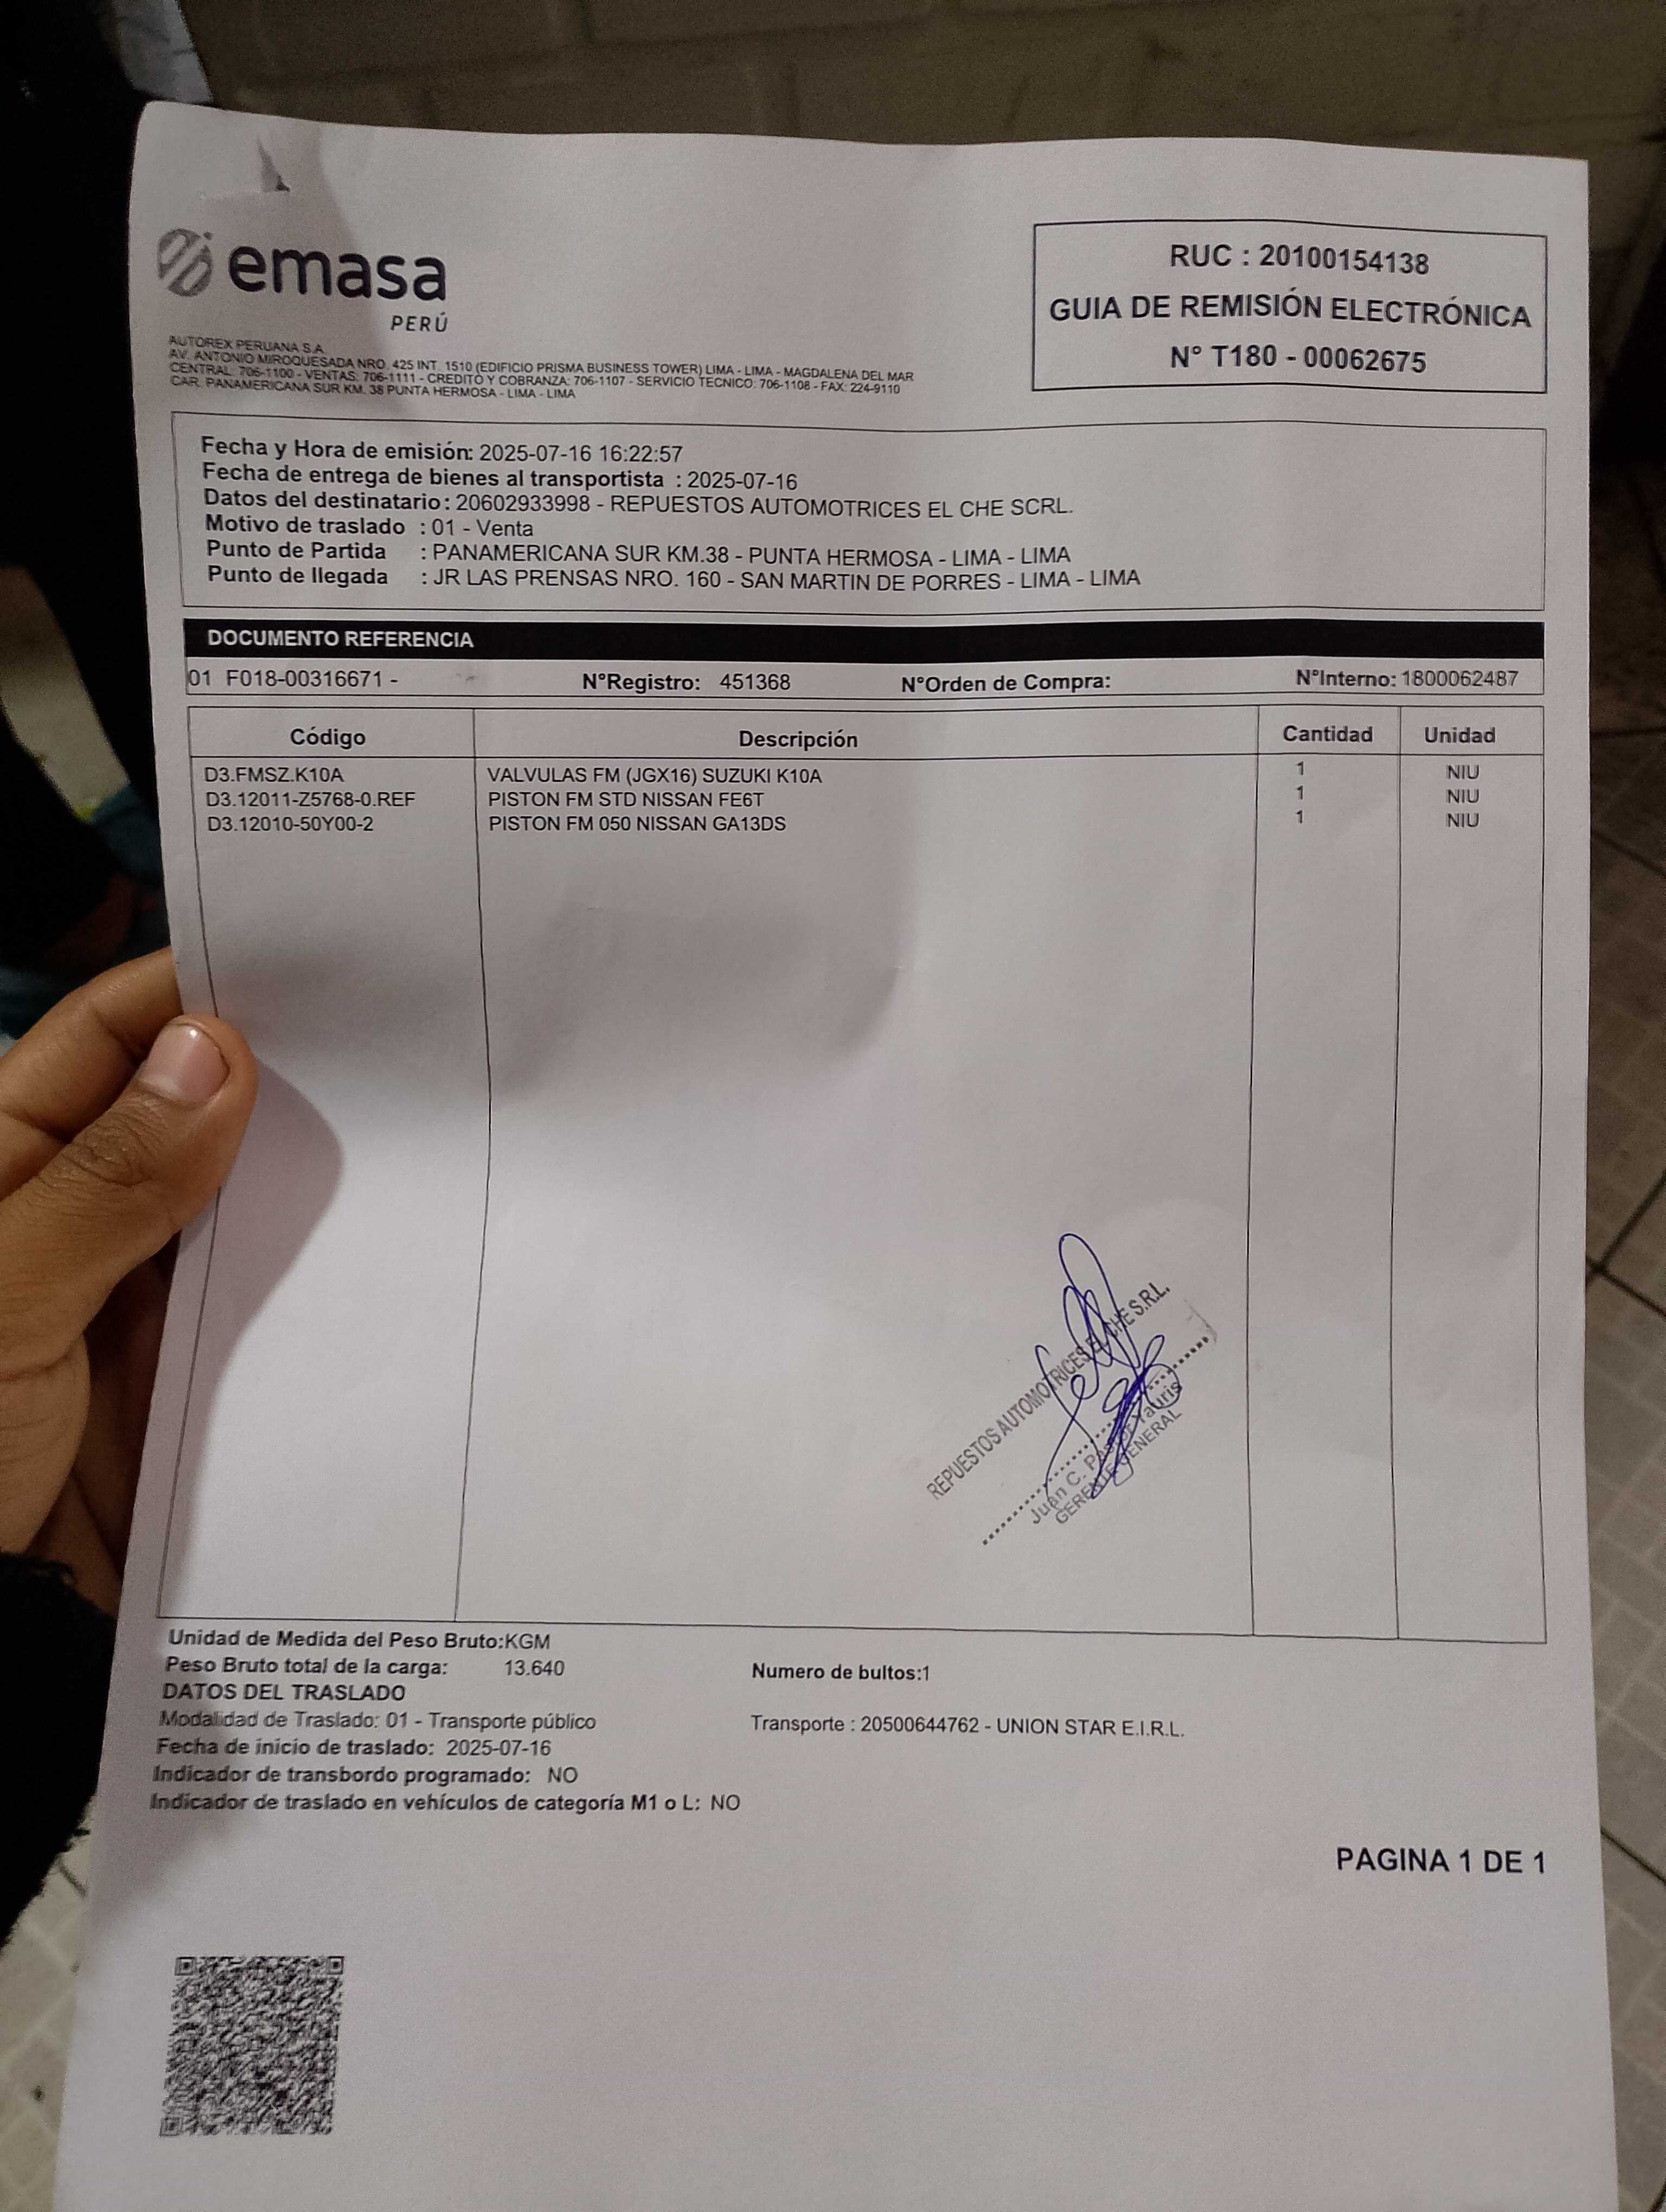 emasa
PERÚ
AUTOREX PERUANA S.A.
AV. ANTONIO MIROQUESADA NRO. 425 INT. 1510 (EDIFICIO PRISMA BUSINESS TOWER) LIMA - LIMA - MAGDALENA DEL MAR
CENTRAL: 706-1100 - VENTAS: 706-1111 - CREDITO Y COBRANZA: 706-1107 - SERVICIO TECNICO: 706-1108 - FAX: 224-9110
CAR. PANAMERICANA SUR KM. 38 PUNTA HERMOSA - LIMA - LIMA
RUC : 20100154138
GUIA DE REMISIÓN ELECTRÓNICA
N° T180 - 00062675
Fecha y Hora de emisión: 2025-07-16 16:22:57
Fecha de entrega de bienes al transportista : 2025-07-16
Datos del destinatario : 20602933998 - REPUESTOS AUTOMOTRICES EL CHE SCRL.
Motivo de traslado : 01 - Venta
Punto de Partida : PANAMERICANA SUR KM.38 - PUNTA HERMOSA - LIMA - LIMA
Punto de llegada : JR LAS PRENSAS NRO. 160 - SAN MARTIN DE PORRES - LIMA - LIMA
DOCUMENTO REFERENCIA
01 F018-00316671 - N°Registro: 451368 N°Orden de Compra: N°Interno: 1800062487
Código Descripción Cantidad Unidad
D3.FMSZ.K10A VALVULAS FM (JGX16) SUZUKI K10A 1 NIU
D3.12011-Z5768-0.REF PISTON FM STD NISSAN FE6T 1 NIU
D3.12010-50Y00-2 PISTON FM 050 NISSAN GA13DS 1 NIU
REPUESTOS AUTOMOTRICES EL CHE S.R.L.
Juan C. Yauris
GERENTE GENERAL
Unidad de Medida del Peso Bruto:KGM
Peso Bruto total de la carga: 13.640 Numero de bultos:1
DATOS DEL TRASLADO
Modalidad de Traslado: 01 - Transporte público Transporte : 20500644762 - UNION STAR E.I.R.L.
Fecha de inicio de traslado: 2025-07-16
Indicador de transbordo programado: NO
Indicador de traslado en vehículos de categoría M1 o L: NO
PAGINA 1 DE 1